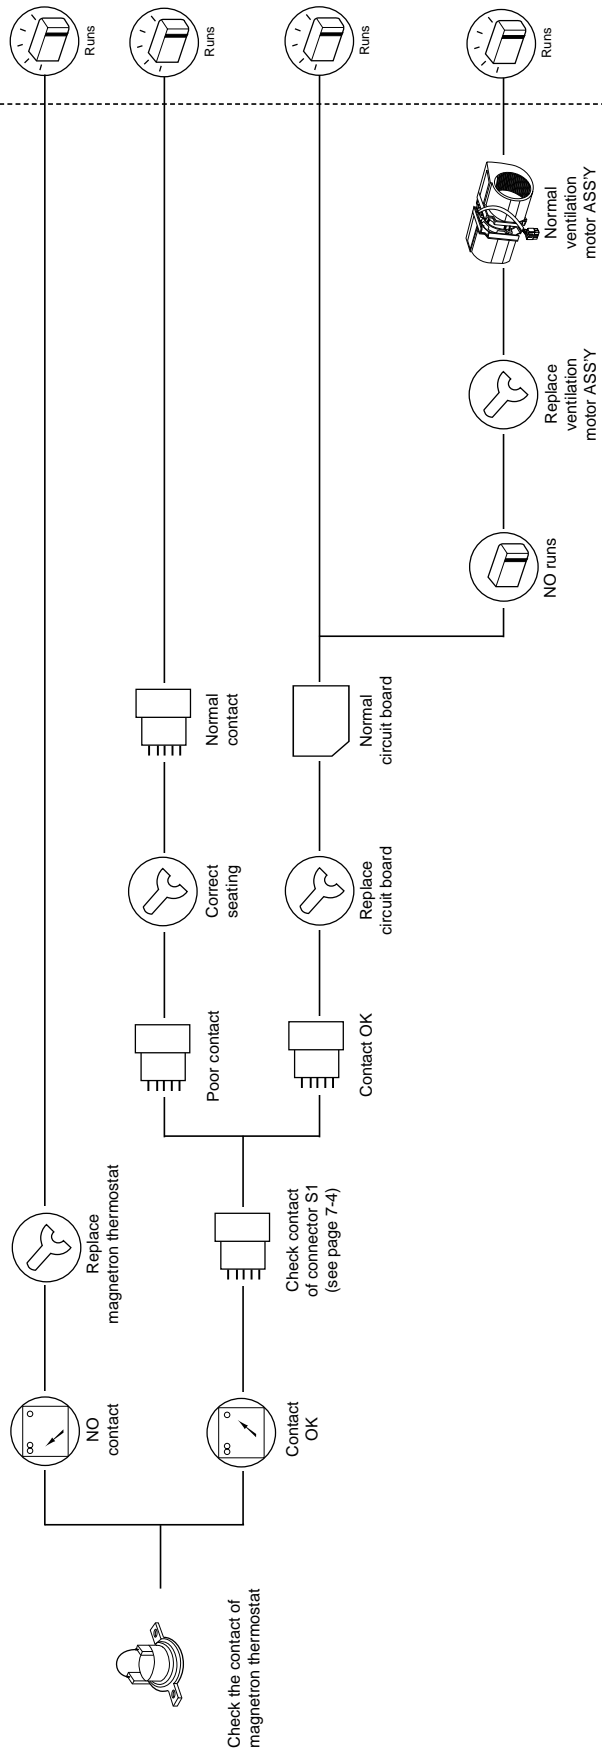 Check the contact of
magnetron thermostat
NO
contact
Replace
magnetron thermostat
Runs
Contact
OK
Check contact
of connector S1
(see page 7-4)
Poor contact
Correct
seating
Normal
contact
Runs
Contact OK
Replace
circuit board
Normal
circuit board
Runs
NO runs
Replace
ventilation
motor ASS'Y
Normal
ventilation
motor ASS'Y
Runs